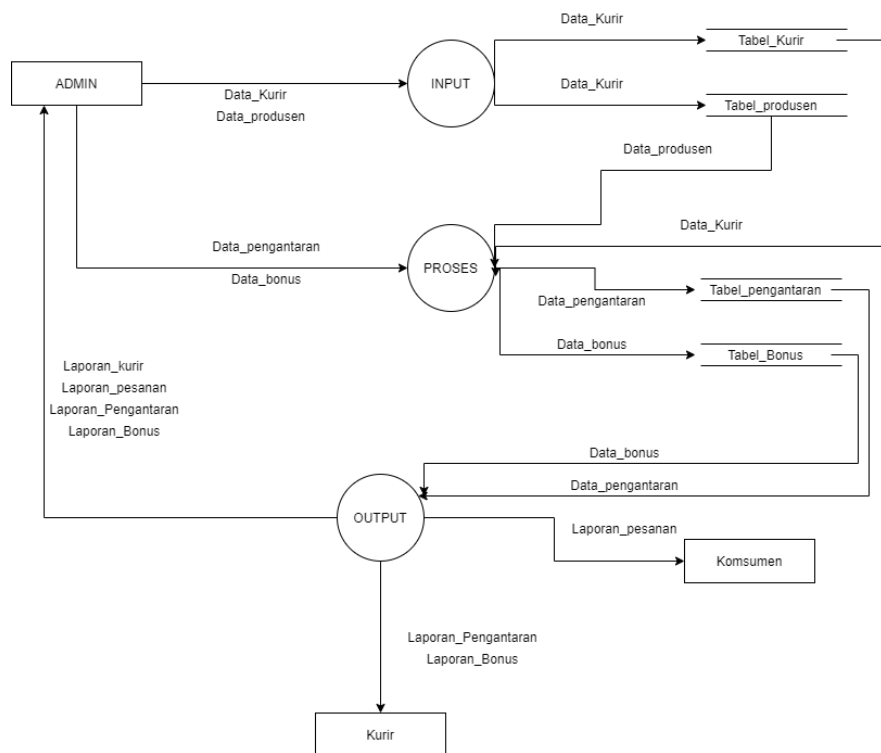 Data_Kurir
Tabel_Kurir
ADMIN
INPUT
Data_Kurir
Data_Kurir
Tabel_produsen
Data_produsen
Data_produsen
Data_Kurir
Data_pengantaran
PROSES
Data_bonus
Tabel_pengantaran
Data_pengantaran
Data_bonus
Tabel_Bonus
Laporan_kurir
Laporan_pesanan
Laporan_Pengantaran
Laporan_Bonus
Data_bonus
Data_pengantaran
OUTPUT
Laporan_pesanan
Komsumen
Laporan_Pengantaran
Laporan_Bonus
Kurir